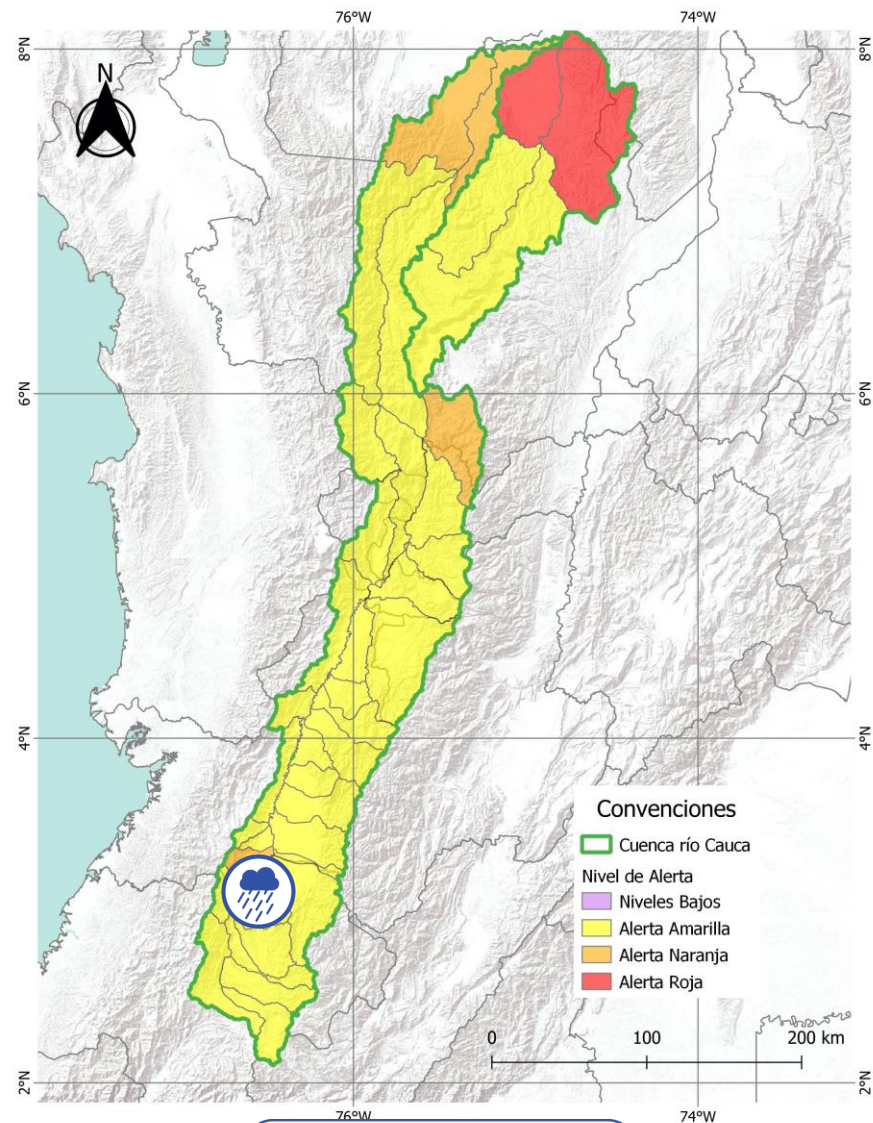 76°W 74°W
8°N 8°N
N
6°N 6°N
4°N 4°N
Convenciones
Cuenca río Cauca
Nivel de Alerta
Niveles Bajos
Alerta Amarilla
Alerta Naranja
Alerta Roja
0 100 200 km
2°N 2°N
76°W 74°W